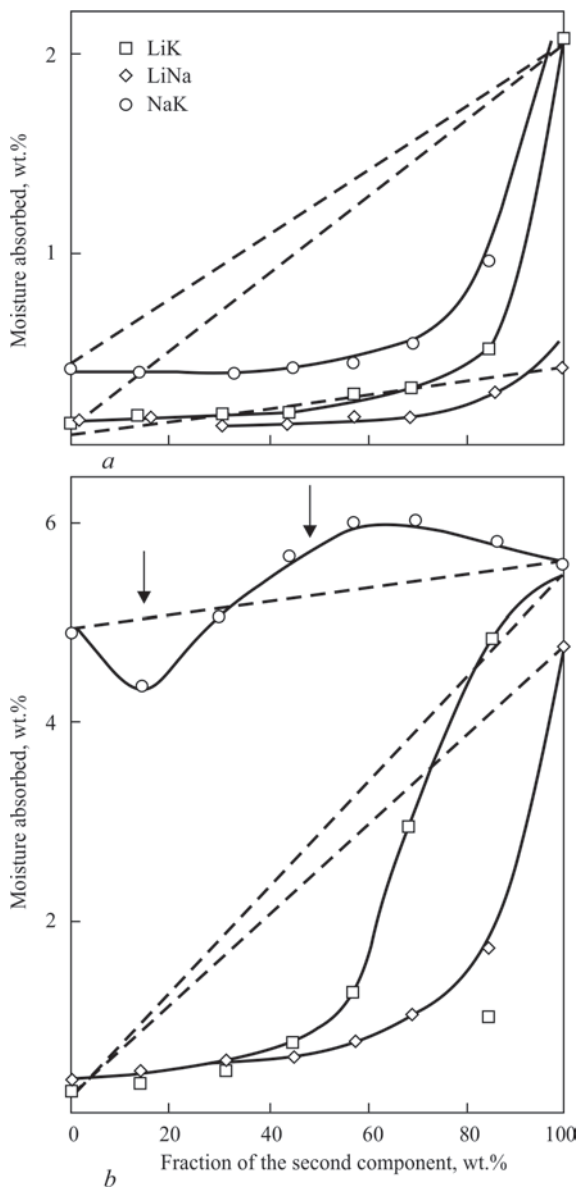 2
LiK
LiNa
NaK
1
Moisture absorbed, wt.%
a
6
4
2
Moisture absorbed, wt.%
0 20 40 60 80 100
b
Fraction of the second component, wt.%